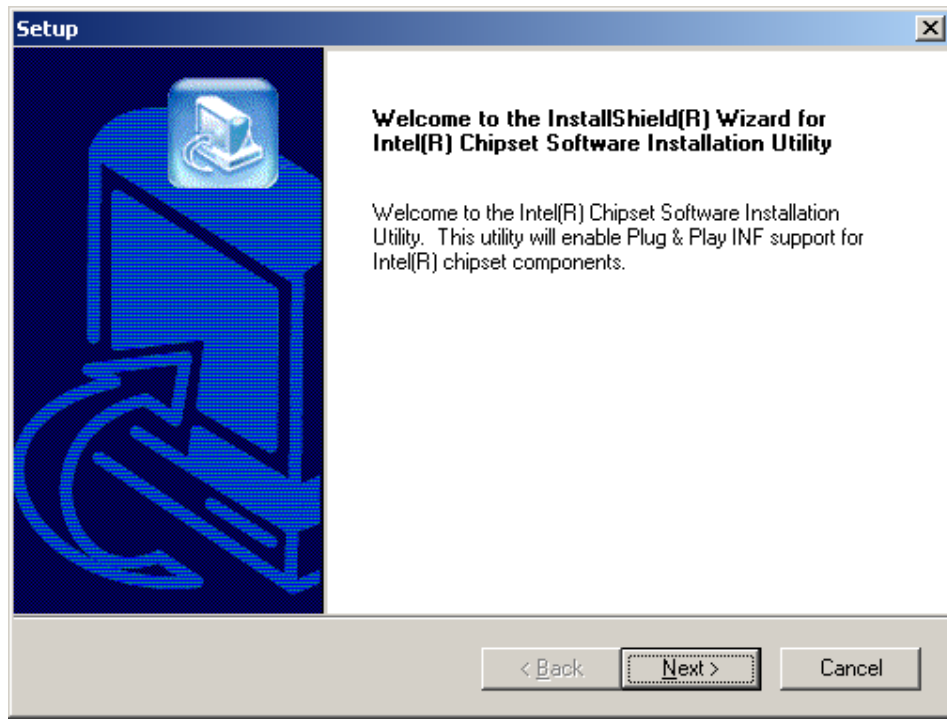 Setup
Welcome to the InstallShield(R) Wizard for
Intel(R) Chipset Software Installation Utility
Welcome to the Intel(R) Chipset Software Installation
Utility.  This utility will enable Plug & Play INF support for
Intel(R) chipset components.
< Back
Next >
Cancel